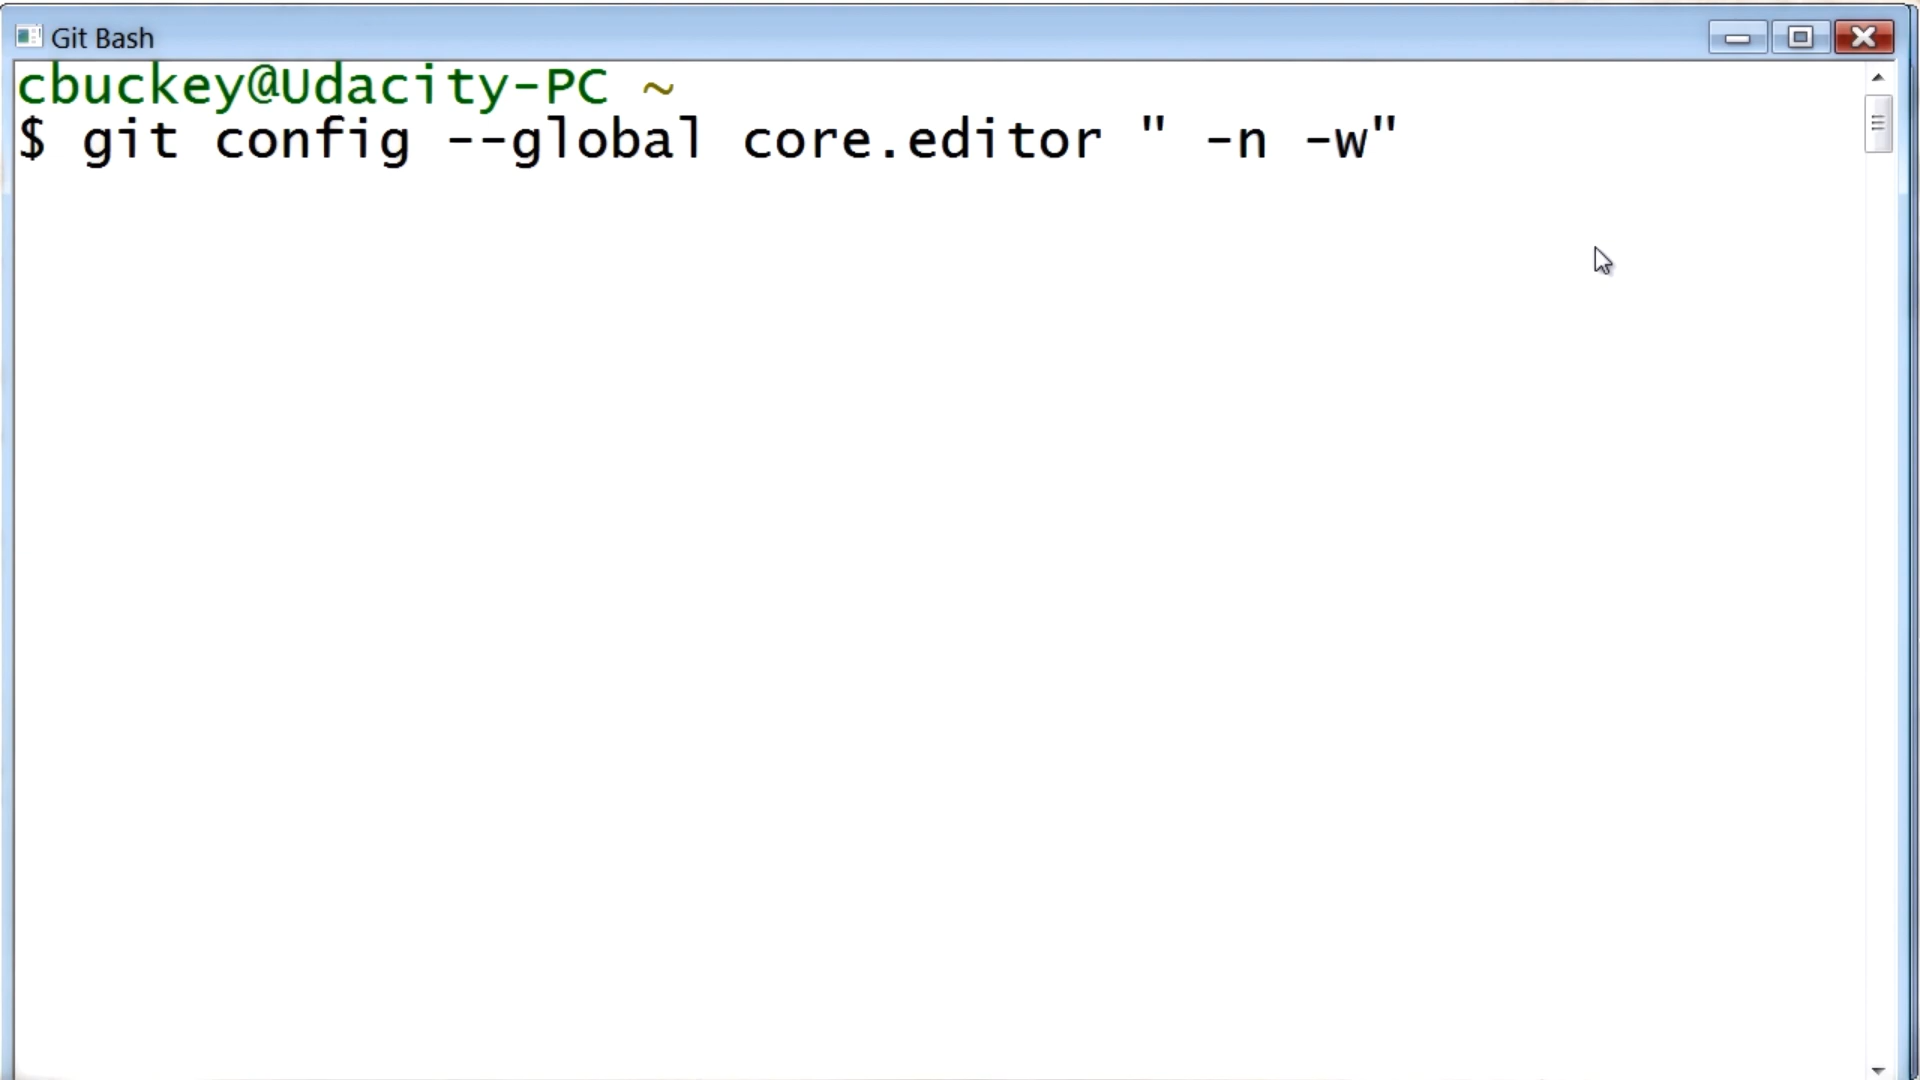 Git Bash
cbuckey@Udacity-PC ~
$ git config --global core.editor " -n -w"